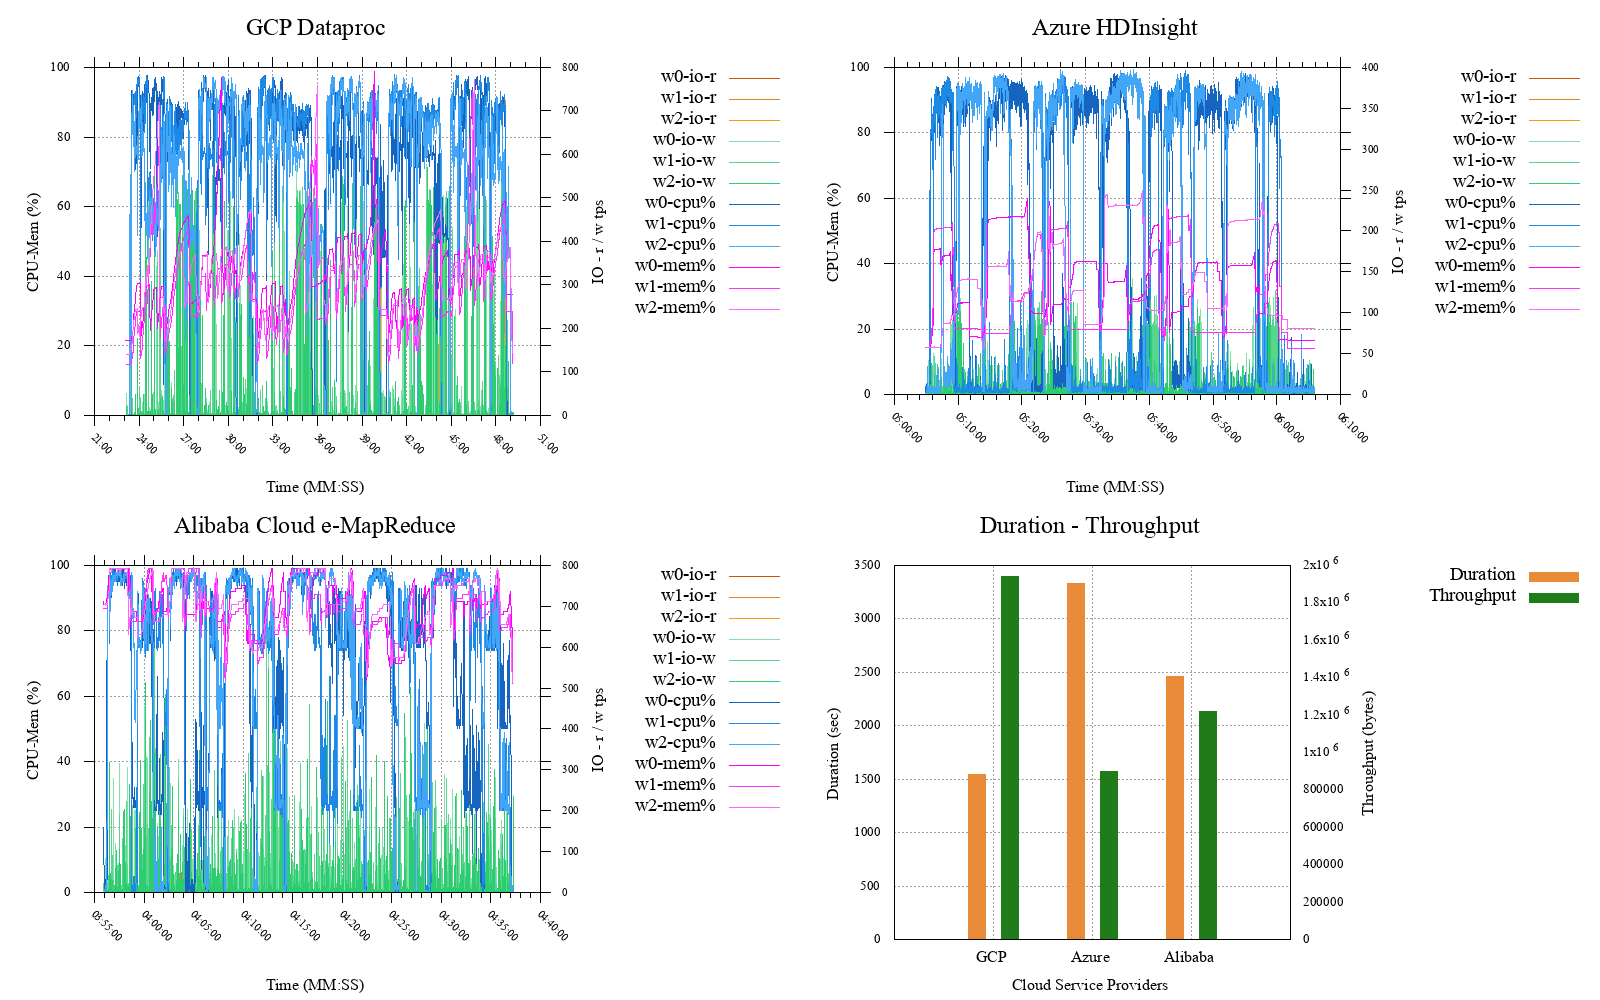 GCP Dataproc
100
80
60
40
20
0
800
700
600
500
400
300
200
100
0
CPU-Mem (%)
IO - r / w tps
21:00
24:00
27:00
30:00
33:00
36:00
39:00
42:00
45:00
48:00
51:00
Time (MM:SS)
w0-io-r
w1-io-r
w2-io-r
w0-io-w
w1-io-w
w2-io-w
w0-cpu%
w1-cpu%
w2-cpu%
w0-mem%
w1-mem%
w2-mem%
Azure HDInsight
100
80
60
40
20
0
400
350
300
250
200
150
100
50
0
CPU-Mem (%)
IO - r / w tps
05:00:00
05:10:00
05:20:00
05:30:00
05:40:00
05:50:00
06:00:00
06:10:00
Time (MM:SS)
w0-io-r
w1-io-r
w2-io-r
w0-io-w
w1-io-w
w2-io-w
w0-cpu%
w1-cpu%
w2-cpu%
w0-mem%
w1-mem%
w2-mem%
Alibaba Cloud e-MapReduce
100
80
60
40
20
0
800
700
600
500
400
300
200
100
0
CPU-Mem (%)
IO - r / w tps
03:55:00
04:00:00
04:05:00
04:10:00
04:15:00
04:20:00
04:25:00
04:30:00
04:35:00
04:40:00
Time (MM:SS)
w0-io-r
w1-io-r
w2-io-r
w0-io-w
w1-io-w
w2-io-w
w0-cpu%
w1-cpu%
w2-cpu%
w0-mem%
w1-mem%
w2-mem%
Duration - Throughput
3500
3000
2500
2000
1500
1000
500
0
2x10 6
1.8x10 6
1.6x10 6
1.4x10 6
1.2x10 6
1x10 6
800000
600000
400000
200000
0
Duration (sec)
Throughput (bytes)
GCP
Azure
Alibaba
Cloud Service Providers
Duration
Throughput